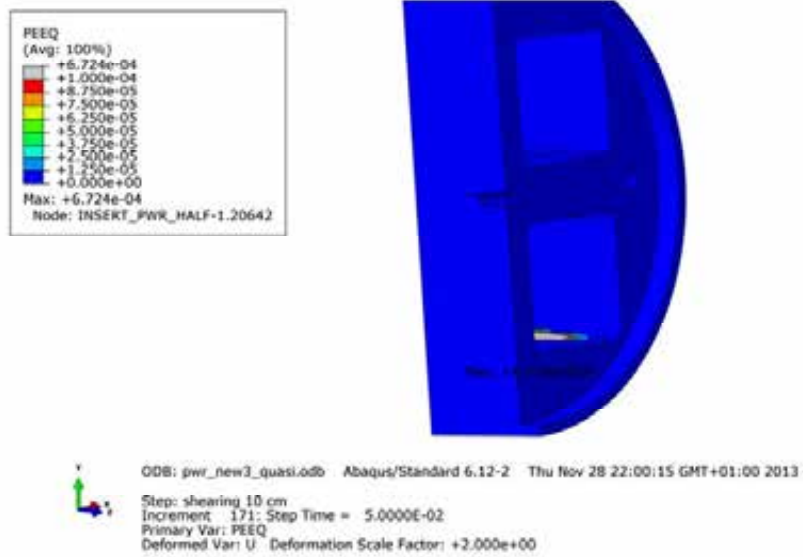 PEEQ
(Avg: 100%)
+6.724e-04
+1.000e-04
+8.750e-05
+7.500e-05
+6.250e-05
+5.000e-05
+3.750e-05
+2.500e-05
+1.250e-05
+0.000e+00
Max: +6.724e-04
Node: INSERT_PWR_HALF-1.20642
Y
ODB: pwr_new3_quasi.odb Abaqus/Standard 6.12-2 Thu Nov 28 22:00:15 GMT+01:00 2013
Step: shearing 10 cm
Increment 171: Step Time = 5.0000E-02
Primary Var: PEEQ
Deformed Var: U Deformation Scale Factor: +2.000e+00